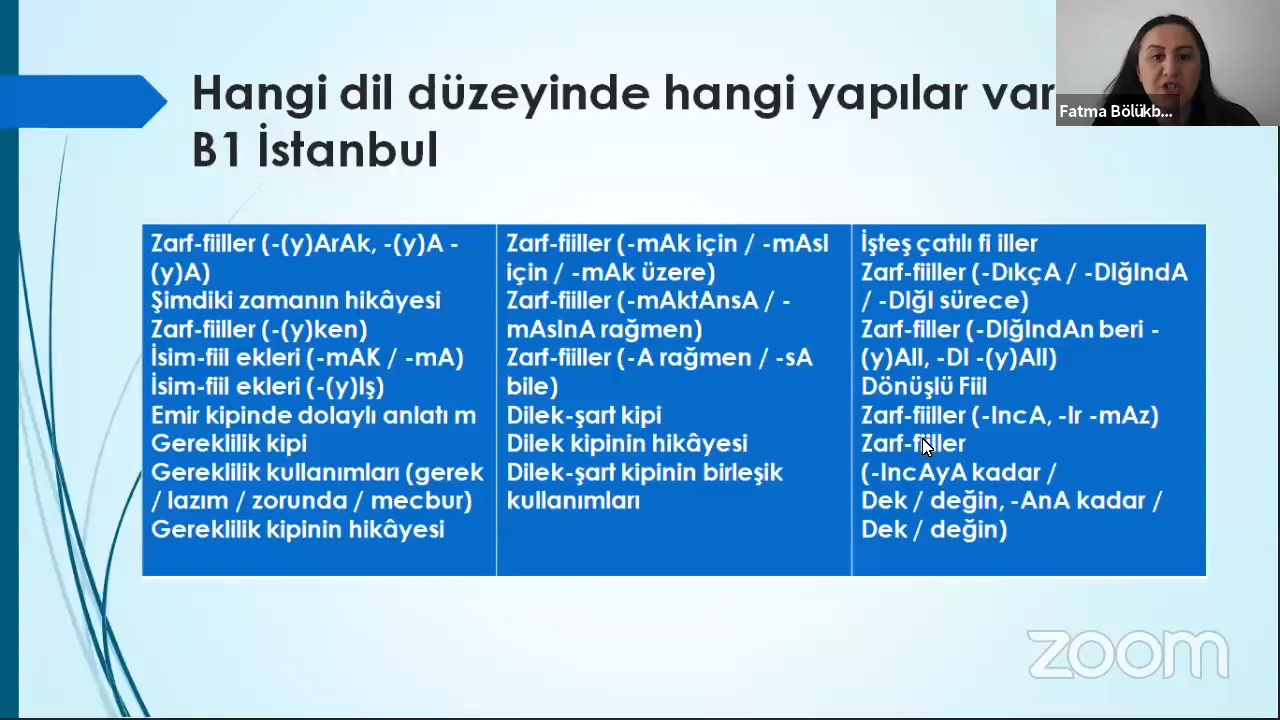 Hangi dil düzeyinde hangi yapılar var
B1 İstanbul
Fatma Bölükb...
Zarf-fiiller (-(y)ArAk, -(y)A -
(y)A)
Şimdiki zamanın hikâyesi
Zarf-fiiller (-(y)ken)
İsim-fiil ekleri (-mAK / -mA)
İsim-fiil ekleri (-(y)Iş)
Emir kipinde dolaylı anlatı m
Gereklilik kipi
Gereklilik kullanımları (gerek
/ lazım / zorunda / mecbur)
Gereklilik kipinin hikâyesi
Zarf-fiiller (-mAk için / -mAsI
için / -mAk üzere)
Zarf-fiiller (-mAktAnsA / -
mAsInA rağmen)
Zarf-fiiller (-A rağmen / -sA
bile)
Dilek-şart kipi
Dilek kipinin hikâyesi
Dilek-şart kipinin birleşik
kullanımları
İşteş çatılı fi iller
Zarf-fiiller (-DıkçA / -DIğIndA
/ -DIğI sürece)
Zarf-filler (-DIğIndAn beri -
(y)AlI, -DI -(y)AlI)
Dönüşlü Fiil
Zarf-fiiller (-IncA, -Ir -mAz)
Zarf-fiiller
(-IncAyA kadar /
Dek / değin, -AnA kadar /
Dek / değin)
zoom